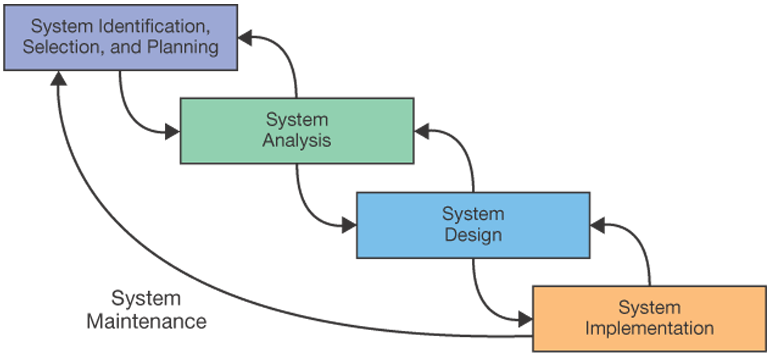 System Identification,
Selection, and Planning
System
Analysis
System
Design
System
Implementation
System
Maintenance